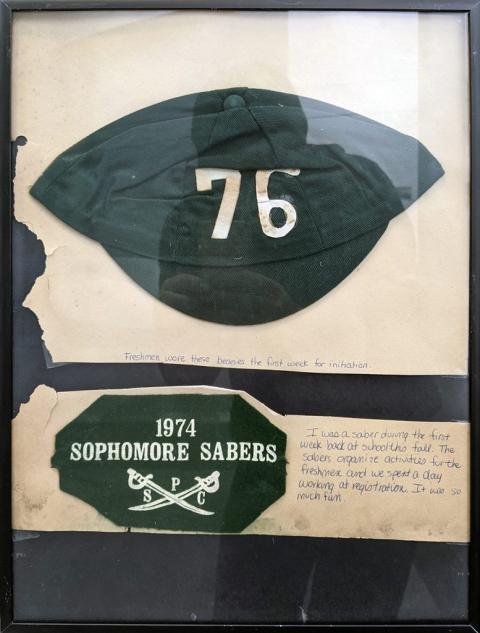 76
Freshmen wore these beanies the first week for initiation.
1974
SOPHOMORE SABERS
S P C
I was a saber during the first
week back at school this fall. The
sabers organize activities for the
freshmen and we spent a day
working at registration. It was so
much fun.